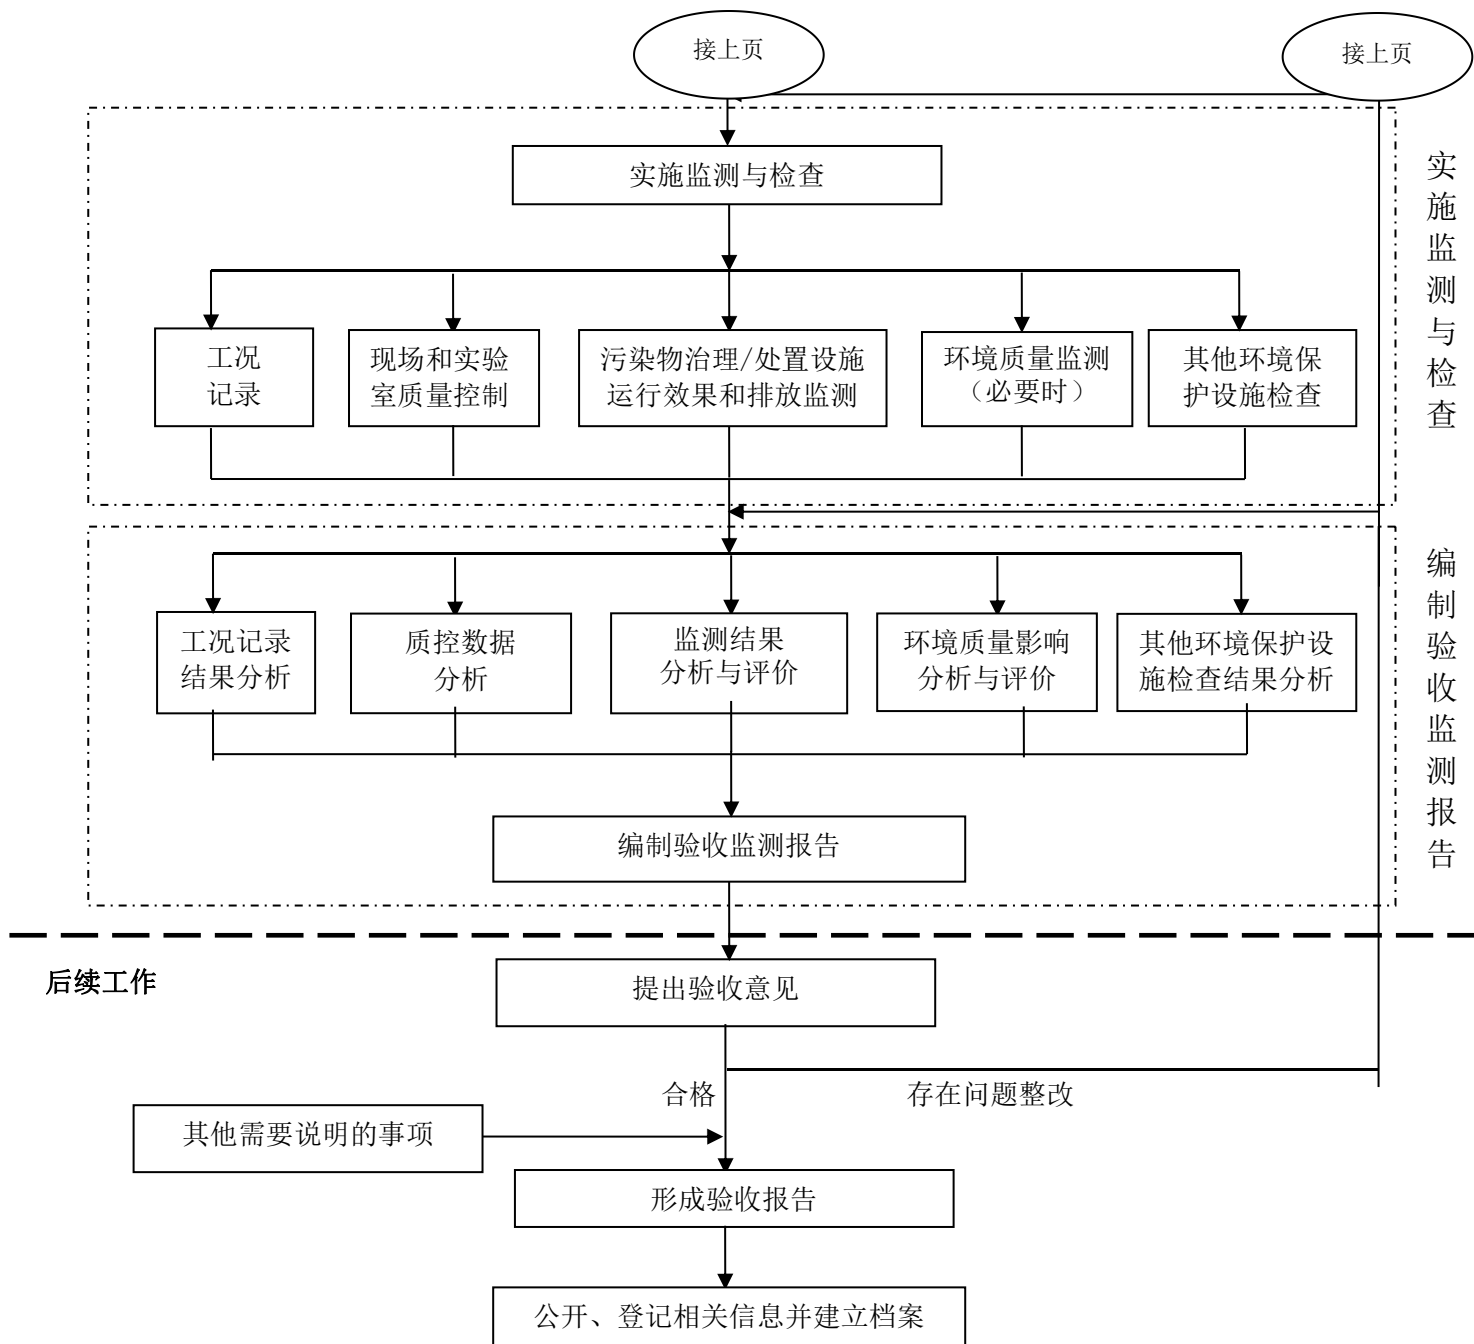 接上页
接上页
实施监测与检查
实施监测与检查
工况
记录
现场和实验
室质量控制
污染物治理/处置设施
运行效果和排放监测
环境质量监测
（必要时）
其他环境保
护设施检查
编制验收监测报告
工况记录
结果分析
质控数据
分析
监测结果
分析与评价
环境质量影响
分析与评价
其他环境保护设
施检查结果分析
编制验收监测报告
后续工作
提出验收意见
合格
存在问题整改
其他需要说明的事项
形成验收报告
公开、登记相关信息并建立档案